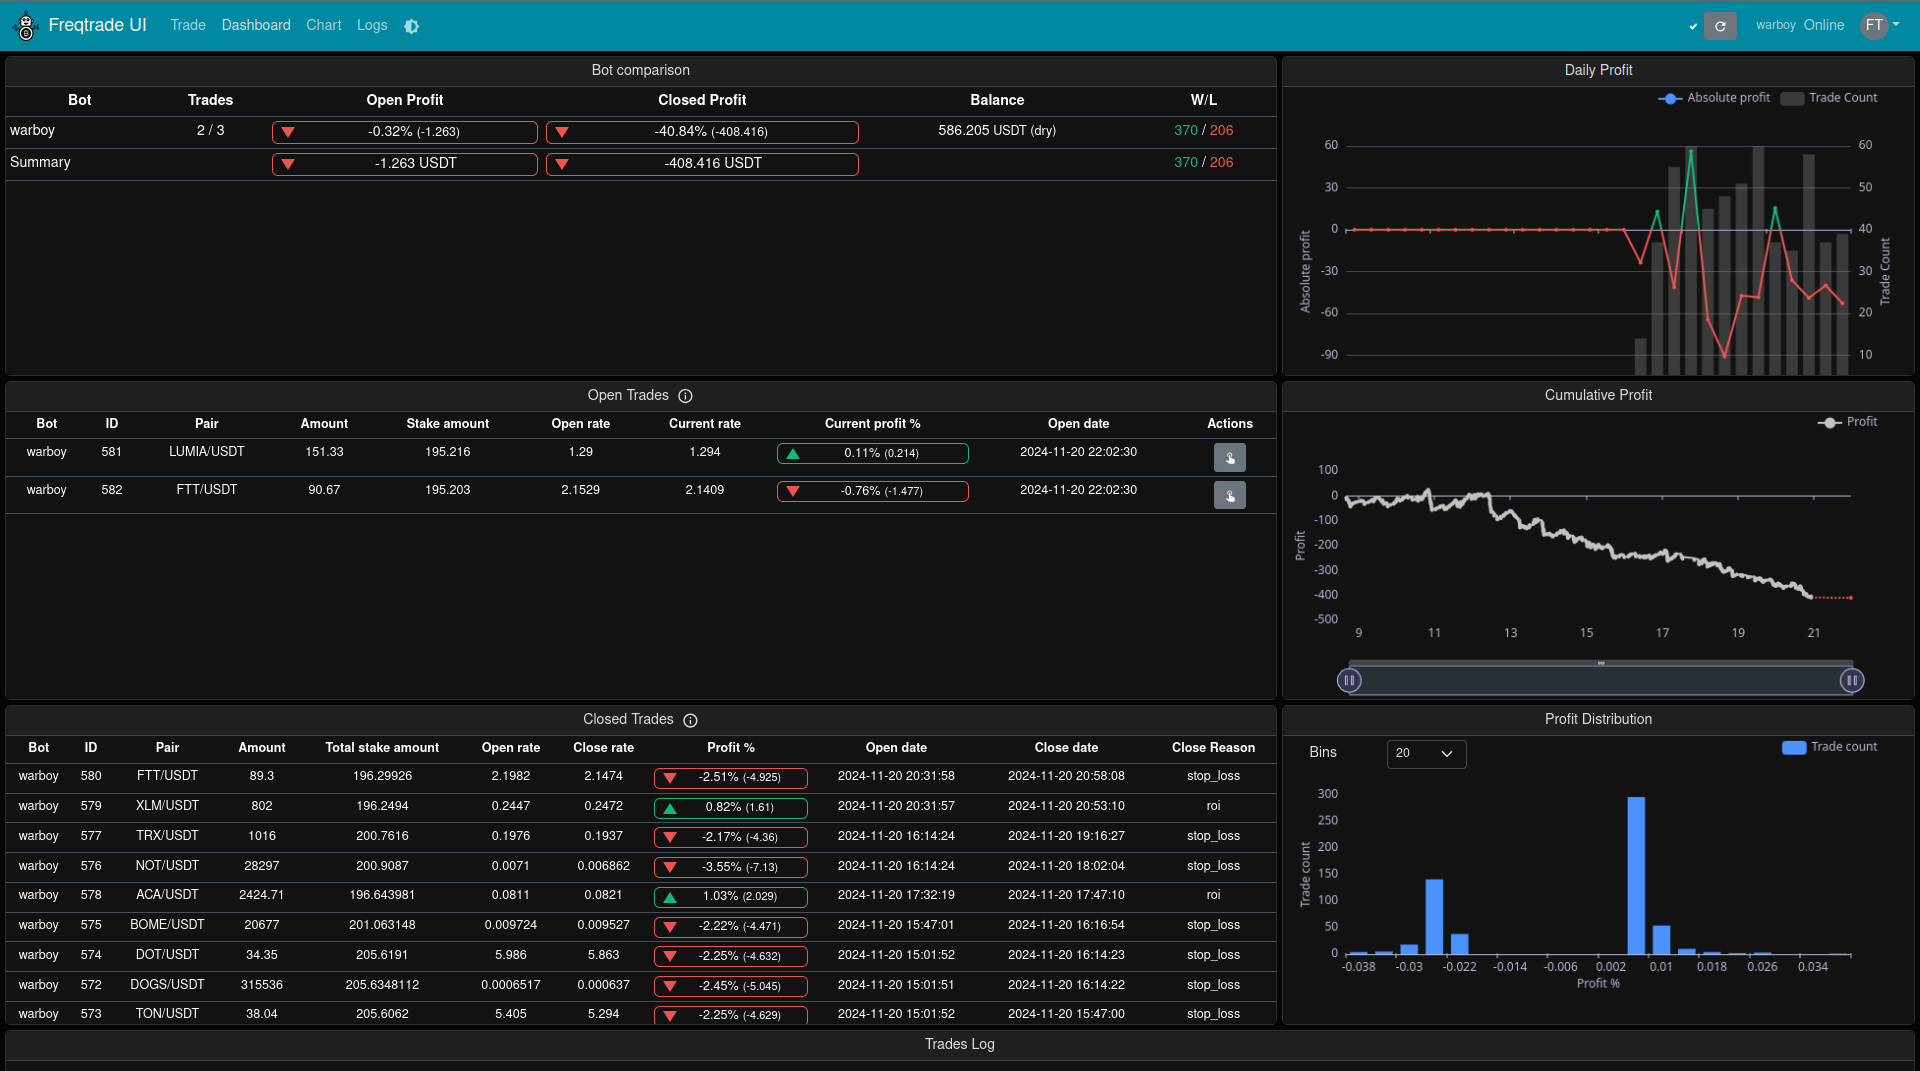 Freqtrade UI Trade Dashboard Chart Logs warboy Online FT
Bot comparison
Bot Trades Open Profit Closed Profit Balance W/L
warboy 2 / 3 -0.32% (-1.263) -40.84% (-408.416) 586.205 USDT (dry) 370 / 206
Summary -1.263 USDT -408.416 USDT 370 / 206
Daily Profit
Absolute profit Trade Count
60 60
30 50
0 40
-30 30
-60 20
-90 10
Absolute profit
Trade Count
Open Trades
Bot ID Pair Amount Stake amount Open rate Current rate Current profit % Open date Actions
warboy 581 LUMIA/USDT 151.33 195.216 1.29 1.294 0.11% (0.214) 2024-11-20 22:02:30
warboy 582 FTT/USDT 90.67 195.203 2.1529 2.1409 -0.76% (-1.477) 2024-11-20 22:02:30
Cumulative Profit
Profit
100
0
-100
-200
-300
-400
-500
Profit
9 11 13 15 17 19 21
Closed Trades
Bot ID Pair Amount Total stake amount Open rate Close rate Profit % Open date Close date Close Reason
warboy 580 FTT/USDT 89.3 196.29926 2.1982 2.1474 -2.51% (-4.925) 2024-11-20 20:31:58 2024-11-20 20:58:08 stop_loss
warboy 579 XLM/USDT 802 196.2494 0.2447 0.2472 0.82% (1.61) 2024-11-20 20:31:57 2024-11-20 20:53:10 roi
warboy 577 TRX/USDT 1016 200.7616 0.1976 0.1937 -2.17% (-4.36) 2024-11-20 16:14:24 2024-11-20 19:16:27 stop_loss
warboy 576 NOT/USDT 28297 200.9087 0.0071 0.006862 -3.55% (-7.13) 2024-11-20 16:14:24 2024-11-20 18:02:04 stop_loss
warboy 578 ACA/USDT 2424.71 196.643981 0.0811 0.0821 1.03% (2.029) 2024-11-20 17:32:19 2024-11-20 17:47:10 roi
warboy 575 BOME/USDT 20677 201.063148 0.009724 0.009527 -2.22% (-4.471) 2024-11-20 15:47:01 2024-11-20 16:16:54 stop_loss
warboy 574 DOT/USDT 34.35 205.6191 5.986 5.863 -2.25% (-4.632) 2024-11-20 15:01:52 2024-11-20 16:14:23 stop_loss
warboy 572 DOGS/USDT 315536 205.6348112 0.0006517 0.000637 -2.45% (-5.045) 2024-11-20 15:01:51 2024-11-20 16:14:22 stop_loss
warboy 573 TON/USDT 38.04 205.6062 5.405 5.294 -2.25% (-4.629) 2024-11-20 15:01:52 2024-11-20 15:47:00 stop_loss
Profit Distribution
Bins 20 Trade count
300
250
200
150
100
50
0
Trade count
-0.038 -0.03 -0.022 -0.014 -0.006 0.002 0.01 0.018 0.026 0.034
Profit %
Trades Log